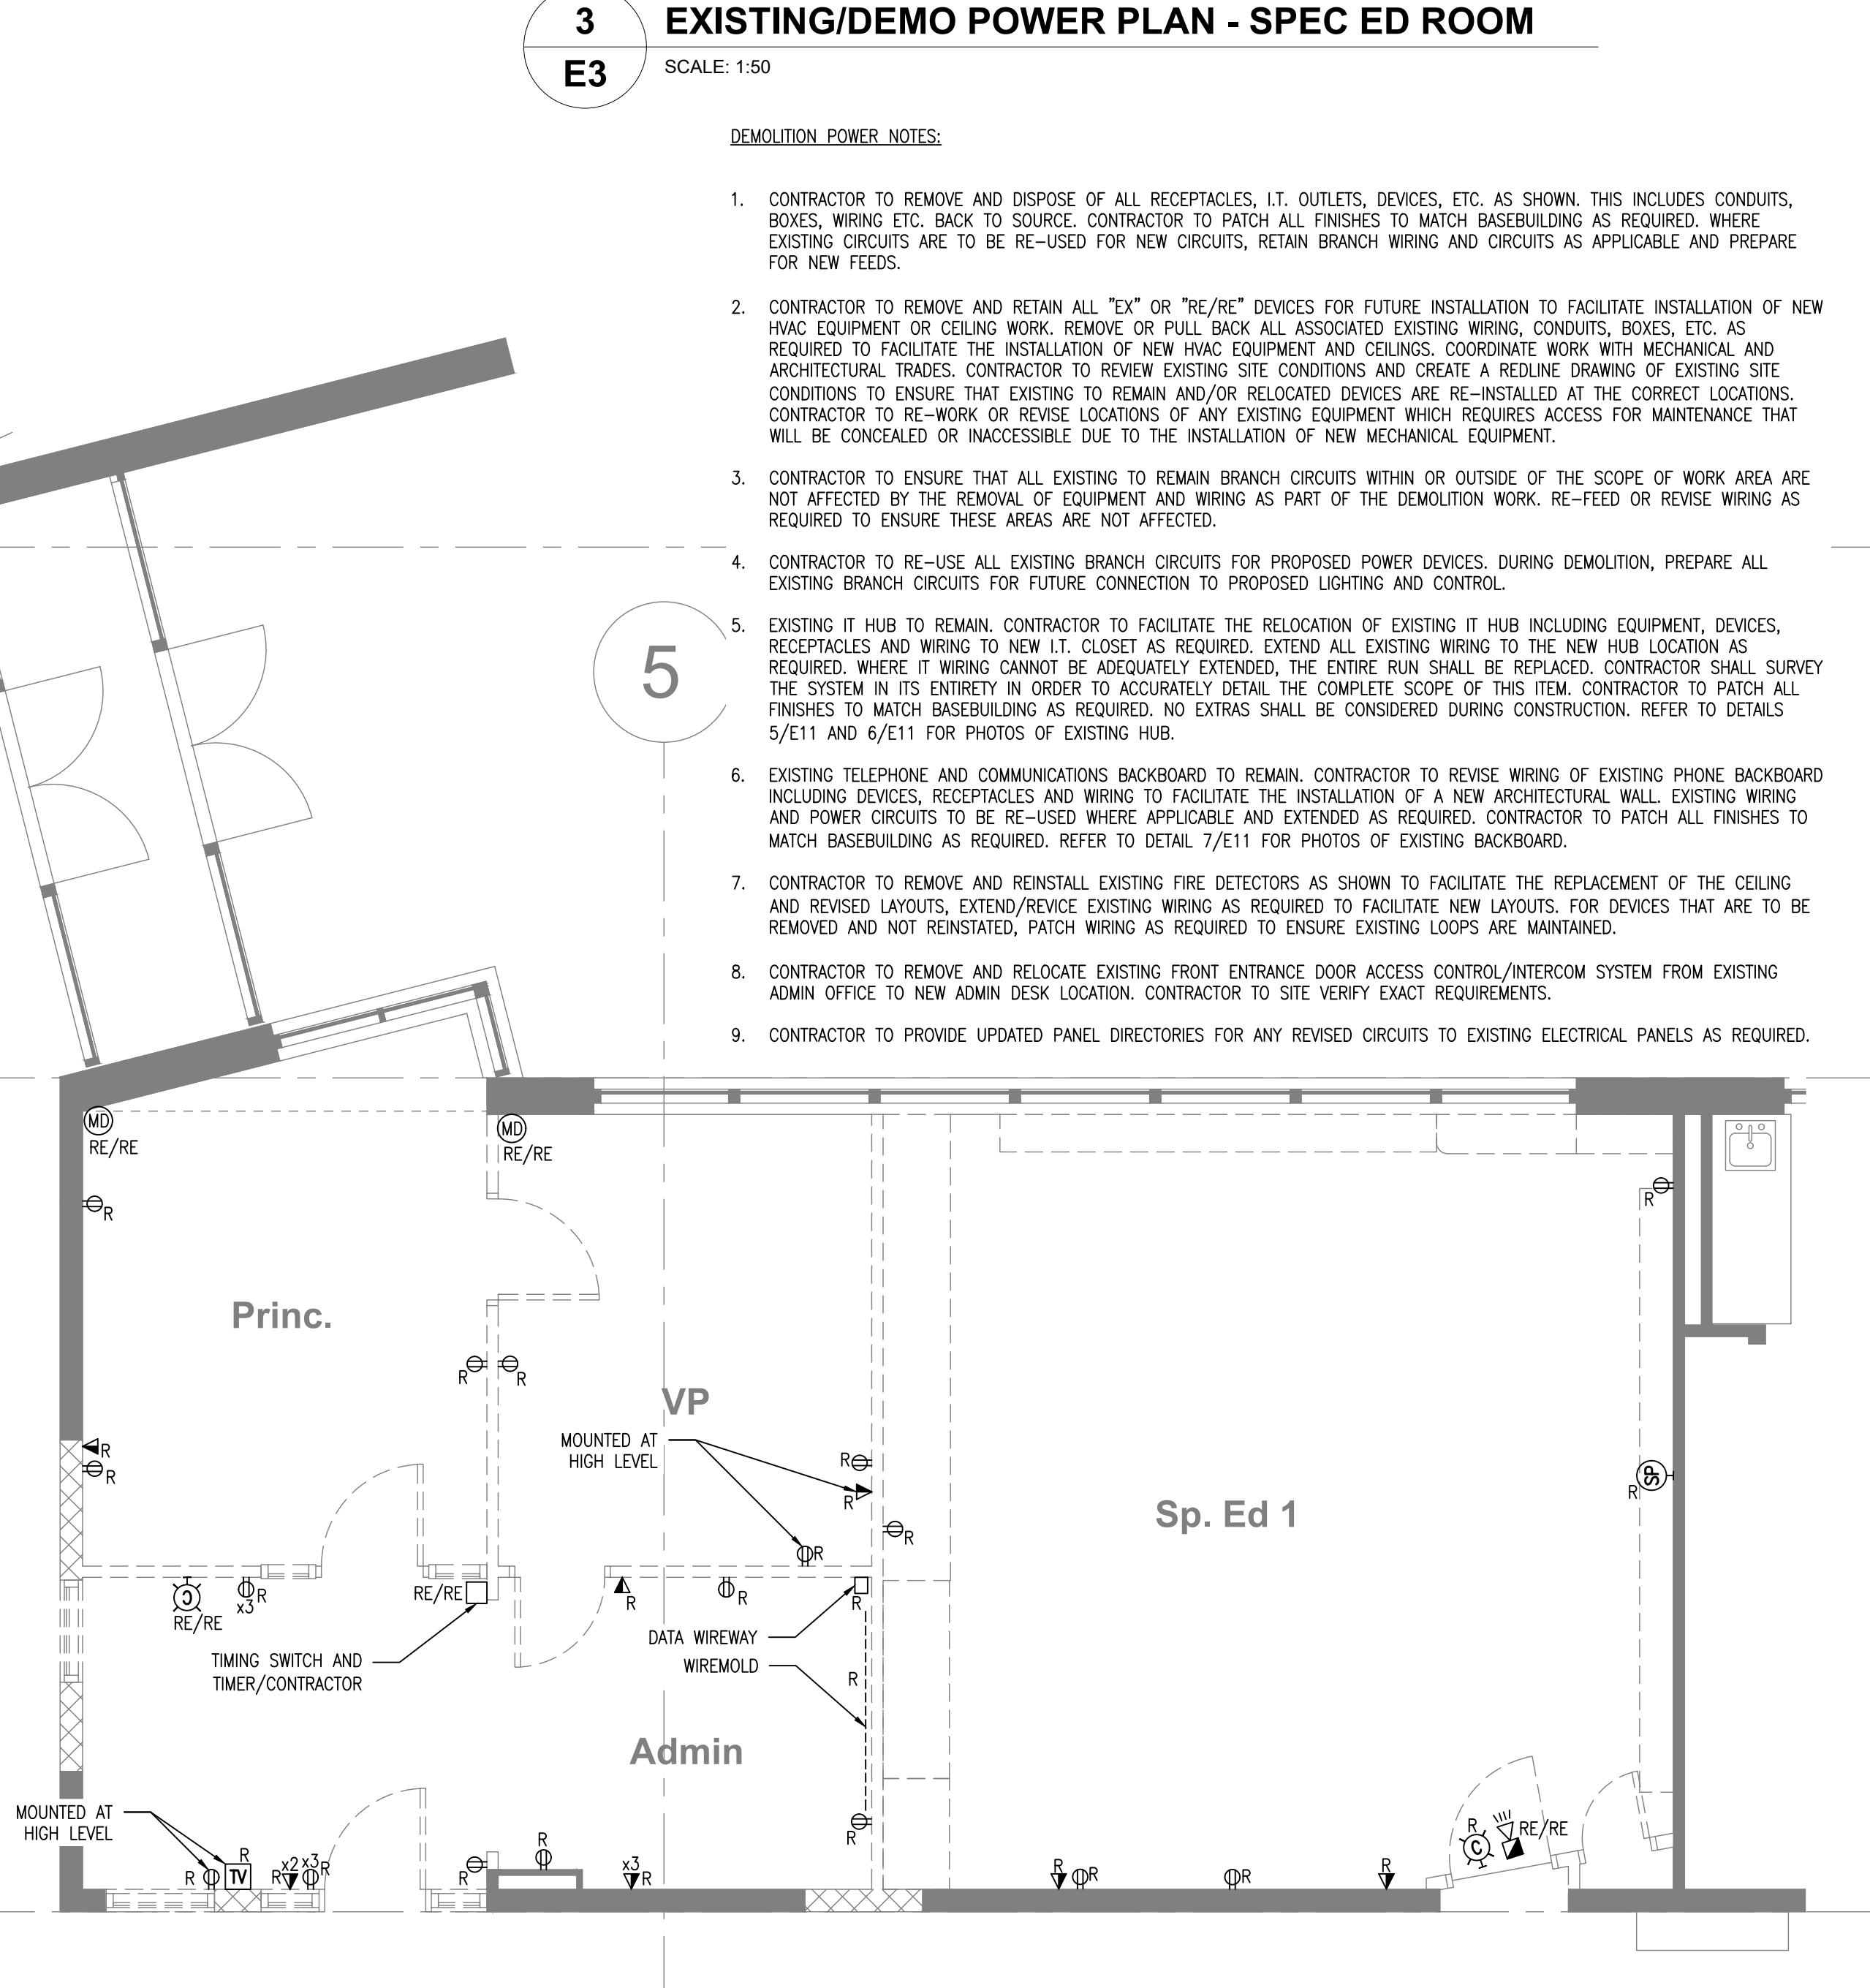 3
E3
EXISTING/DEMO POWER PLAN - SPEC ED ROOM
SCALE: 1:50
DEMOLITION POWER NOTES:
1. CONTRACTOR TO REMOVE AND DISPOSE OF ALL RECEPTACLES, I.T. OUTLETS, DEVICES, ETC. AS SHOWN. THIS INCLUDES CONDUITS,
BOXES, WIRING ETC. BACK TO SOURCE. CONTRACTOR TO PATCH ALL FINISHES TO MATCH BASEBUILDING AS REQUIRED. WHERE
EXISTING CIRCUITS ARE TO BE RE-USED FOR NEW CIRCUITS, RETAIN BRANCH WIRING AND CIRCUITS AS APPLICABLE AND PREPARE
FOR NEW FEEDS.
2. CONTRACTOR TO REMOVE AND RETAIN ALL "EX" OR "RE/RE" DEVICES FOR FUTURE INSTALLATION TO FACILITATE INSTALLATION OF NEW
HVAC EQUIPMENT OR CEILING WORK. REMOVE OR PULL BACK ALL ASSOCIATED EXISTING WIRING, CONDUITS, BOXES, ETC. AS
REQUIRED TO FACILITATE THE INSTALLATION OF NEW HVAC EQUIPMENT AND CEILINGS. COORDINATE WORK WITH MECHANICAL AND
ARCHITECTURAL TRADES. CONTRACTOR TO REVIEW EXISTING SITE CONDITIONS AND CREATE A REDLINE DRAWING OF EXISTING SITE
CONDITIONS TO ENSURE THAT EXISTING TO REMAIN AND/OR RELOCATED DEVICES ARE RE-INSTALLED AT THE CORRECT LOCATIONS.
CONTRACTOR TO RE-WORK OR REVISE LOCATIONS OF ANY EXISTING EQUIPMENT WHICH REQUIRES ACCESS FOR MAINTENANCE THAT
WILL BE CONCEALED OR INACCESSIBLE DUE TO THE INSTALLATION OF NEW MECHANICAL EQUIPMENT.
3. CONTRACTOR TO ENSURE THAT ALL EXISTING TO REMAIN BRANCH CIRCUITS WITHIN OR OUTSIDE OF THE SCOPE OF WORK AREA ARE
NOT AFFECTED BY THE REMOVAL OF EQUIPMENT AND WIRING AS PART OF THE DEMOLITION WORK. RE-FEED OR REVISE WIRING AS
REQUIRED TO ENSURE THESE AREAS ARE NOT AFFECTED.
4. CONTRACTOR TO RE-USE ALL EXISTING BRANCH CIRCUITS FOR PROPOSED POWER DEVICES. DURING DEMOLITION, PREPARE ALL
EXISTING BRANCH CIRCUITS FOR FUTURE CONNECTION TO PROPOSED LIGHTING AND CONTROL.
5. EXISTING IT HUB TO REMAIN. CONTRACTOR TO FACILITATE THE RELOCATION OF EXISTING IT HUB INCLUDING EQUIPMENT, DEVICES,
RECEPTACLES AND WIRING TO NEW I.T. CLOSET AS REQUIRED. EXTEND ALL EXISTING WIRING TO THE NEW HUB LOCATION AS
REQUIRED. WHERE IT WIRING CANNOT BE ADEQUATELY EXTENDED, THE ENTIRE RUN SHALL BE REPLACED. CONTRACTOR SHALL SURVEY
THE SYSTEM IN ITS ENTIRETY IN ORDER TO ACCURATELY DETAIL THE COMPLETE SCOPE OF THIS ITEM. CONTRACTOR TO PATCH ALL
FINISHES TO MATCH BASEBUILDING AS REQUIRED. NO EXTRAS SHALL BE CONSIDERED DURING CONSTRUCTION. REFER TO DETAILS
5/E11 AND 6/E11 FOR PHOTOS OF EXISTING HUB.
6. EXISTING TELEPHONE AND COMMUNICATIONS BACKBOARD TO REMAIN. CONTRACTOR TO REVISE WIRING OF EXISTING PHONE BACKBOARD
INCLUDING DEVICES, RECEPTACLES AND WIRING TO FACILITATE THE INSTALLATION OF A NEW ARCHITECTURAL WALL. EXISTING WIRING
AND POWER CIRCUITS TO BE RE-USED WHERE APPLICABLE AND EXTENDED AS REQUIRED. CONTRACTOR TO PATCH ALL FINISHES TO
MATCH BASEBUILDING AS REQUIRED. REFER TO DETAIL 7/E11 FOR PHOTOS OF EXISTING BACKBOARD.
7. CONTRACTOR TO REMOVE AND REINSTALL EXISTING FIRE DETECTORS AS SHOWN TO FACILITATE THE REPLACEMENT OF THE CEILING
AND REVISED LAYOUTS, EXTEND/REVICE EXISTING WIRING AS REQUIRED TO FACILITATE NEW LAYOUTS. FOR DEVICES THAT ARE TO BE
REMOVED AND NOT REINSTATED, PATCH WIRING AS REQUIRED TO ENSURE EXISTING LOOPS ARE MAINTAINED.
8. CONTRACTOR TO REMOVE AND RELOCATE EXISTING FRONT ENTRANCE DOOR ACCESS CONTROL/INTERCOM SYSTEM FROM EXISTING
ADMIN OFFICE TO NEW ADMIN DESK LOCATION. CONTRACTOR TO SITE VERIFY EXACT REQUIREMENTS.
9. CONTRACTOR TO PROVIDE UPDATED PANEL DIRECTORIES FOR ANY REVISED CIRCUITS TO EXISTING ELECTRICAL PANELS AS REQUIRED.
5
MD
RE/RE
MD
RE/RE
R
R
Princ.
R
R
VP
MOUNTED AT
HIGH LEVEL
R
R
R
R
R
R
Sp. Ed 1
SP
R
C
RE/RE
x3
R
RE/RE
R
R
R
TIMING SWITCH AND
TIMER/CONTRACTOR
DATA WIREWAY
WIREMOLD
R
Admin
MOUNTED AT
HIGH LEVEL
R
TV
R
R
x2
x3
R
R
R
x3
R
R
R
R
R
R
R
C
RE/RE